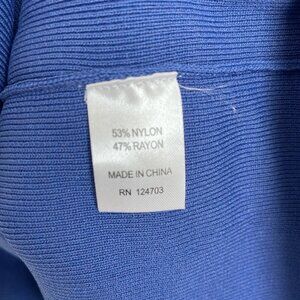 53% NYLON
47% RAYON
MADE IN CHINA
RN 124703